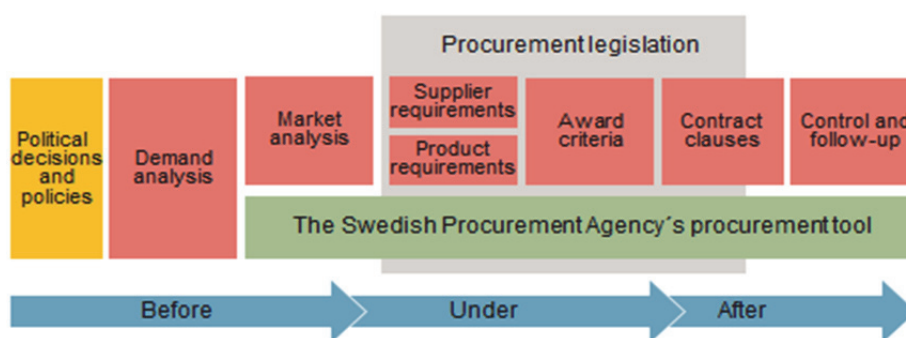 Procurement legislation
Political
decisions
and
policies
Demand
analysis
Market
analysis
Supplier
requirements
Product
requirements
Award
criteria
Contract
clauses
Control and
follow-up
The Swedish Procurement Agency´s procurement tool
Before
Under
After